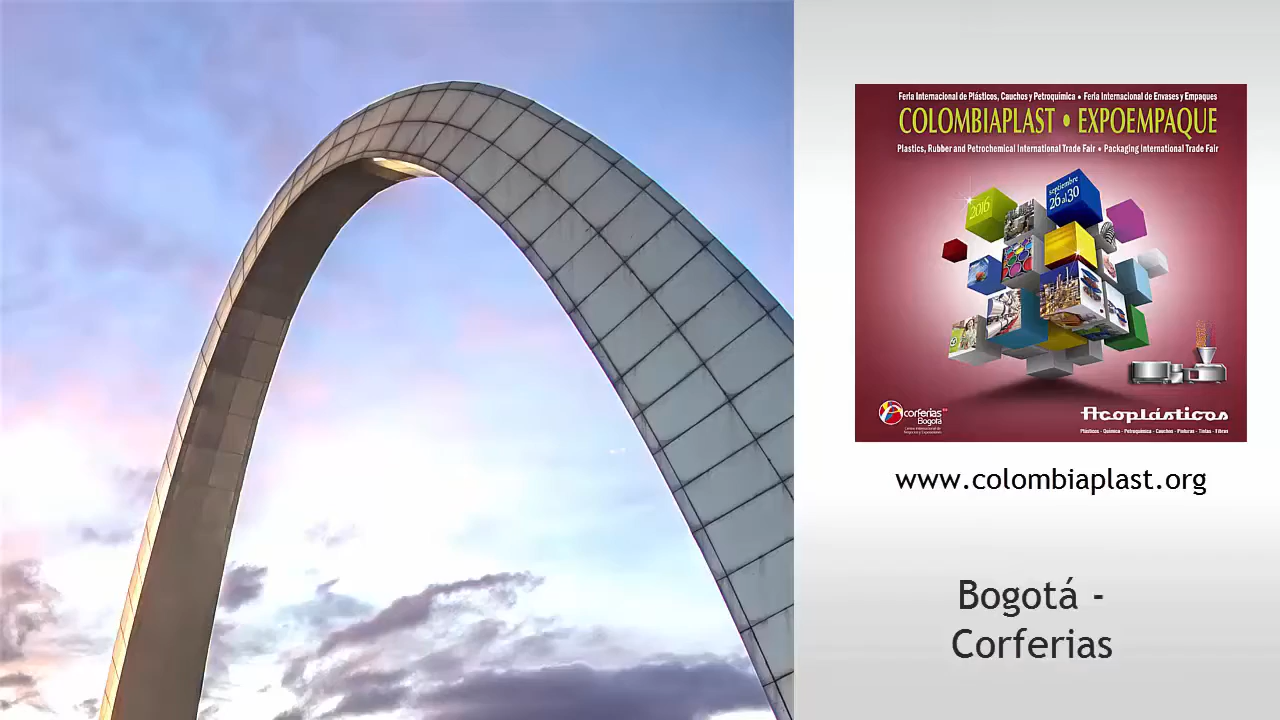 Feria Internacional de Plásticos, Cauchos y Petroquímica • Feria Internacional de Envases y Empaques
COLOMBIAPLAST • EXPOEMPAQUE
Plastics, Rubber and Petrochemical International Trade Fair • Packaging International Trade Fair
2016
septiembre
26 al 30
corferias
Bogotá
Acoplásticos
Plásticos - Química - Petroquímica - Cauchos - Pinturas - Tintas - Fibras
www.colombiaplast.org
Bogotá -
Corferias